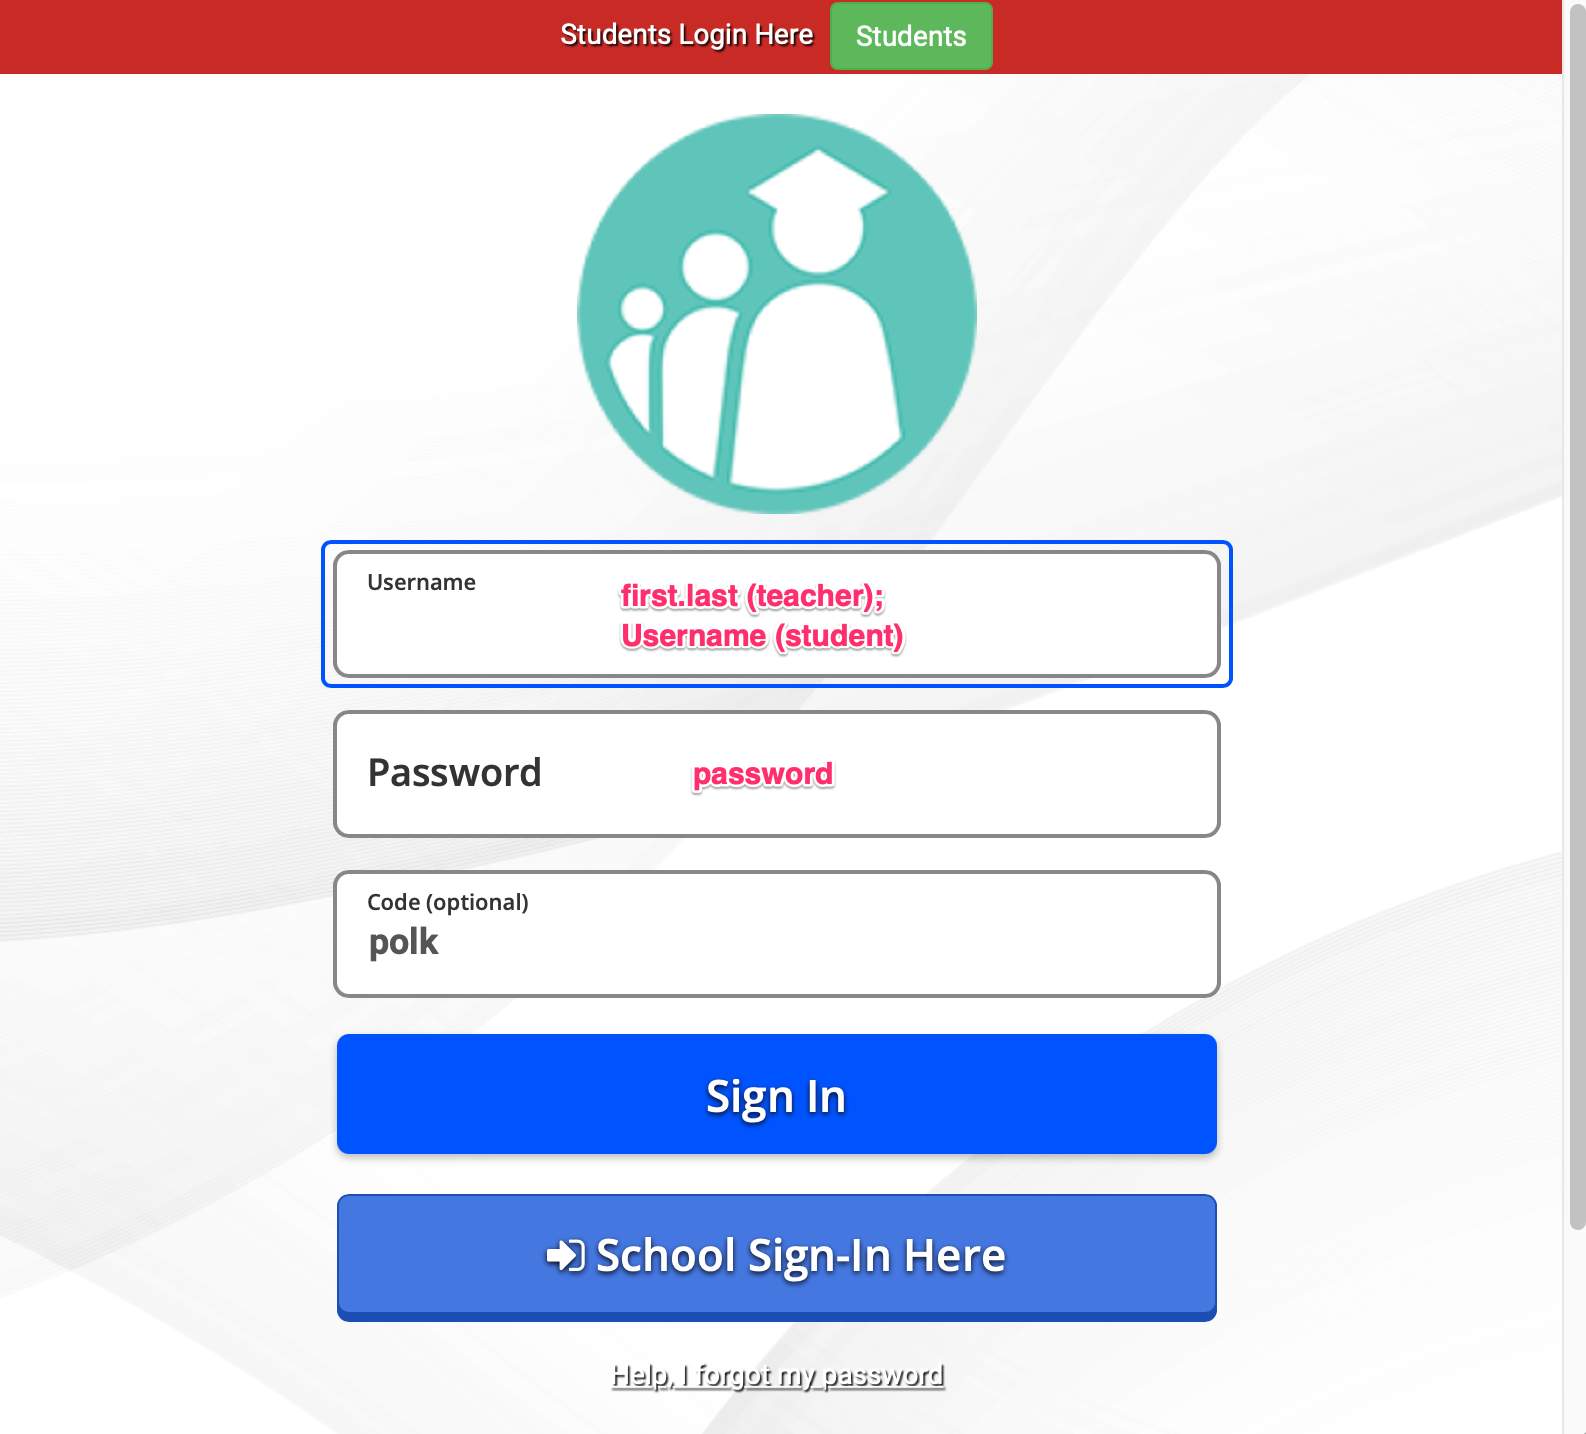 Students Login Here Students
Username
first.last (teacher);
Username (student)
Password password
Code (optional)
polk
Sign In
School Sign-In Here
Help, I forgot my password